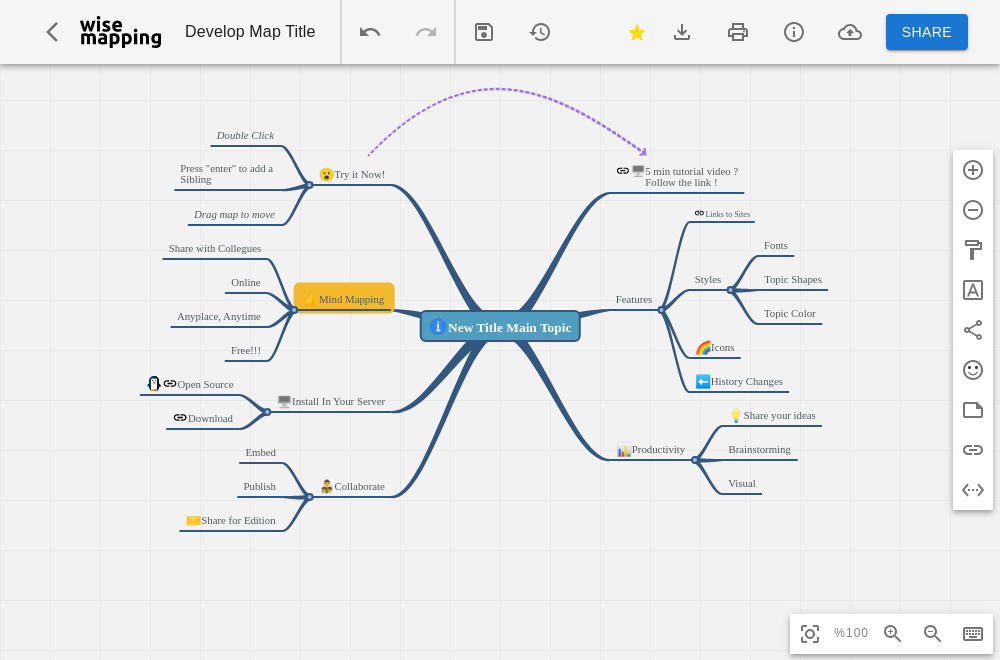 wise
mapping
Develop Map Title
SHARE
Double Click
Press "enter" to add a
Sibling
Try it Now!
Drag map to move
Share with Collegues
Online
Mind Mapping
Anyplace, Anytime
Free!!!
Open Source
Install In Your Server
Download
Embed
Publish
Collaborate
Share for Edition
New Title Main Topic
5 min tutorial video ?
Follow the link !
Links to Sites
Fonts
Styles
Topic Shapes
Features
Topic Color
Icons
History Changes
Share your ideas
Productivity
Brainstorming
Visual
A
%100